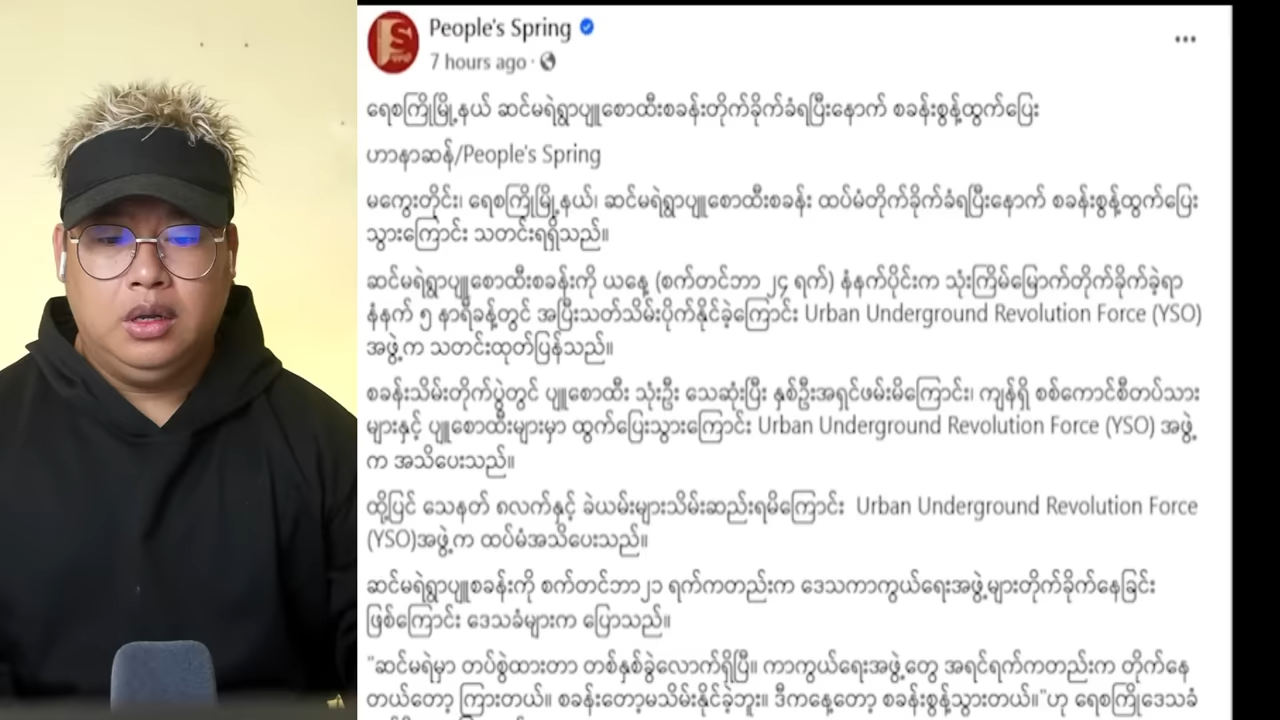 People's Spring
7 hours ago
ရေစကြိုမြို့နယ် ဆင်မရဲရွာပျူစောထီးစခန်းတိုက်ခိုက်ခံရပြီးနောက် စခန်းစွန့်ထွက်ပြေး
ဟာနာဆန်/People's Spring
မကွေးတိုင်း၊ ရေစကြိုမြို့နယ်၊ ဆင်မရဲရွာပျူစောထီးစခန်း ထပ်မံတိုက်ခိုက်ခံရပြီးနောက် စခန်းစွန့်ထွက်ပြေး
သွားကြောင်း သတင်းရရှိသည်။
ဆင်မရဲရွာပျူစောထီးစခန်းကို ယနေ့ (စက်တင်ဘာ ၂၄ ရက်) နံနက်ပိုင်းက သုံးကြိမ်မြောက်တိုက်ခိုက်ခဲ့ရာ
နံနက် ၅ နာရီခန့်တွင် အပြီးသတ်သိမ်းပိုက်နိုင်ခဲ့ကြောင်း Urban Underground Revolution Force (YSO)
အဖွဲ့က သတင်းထုတ်ပြန်သည်။
စခန်းသိမ်းတိုက်ပွဲတွင် ပျူစောထီး သုံးဦး သေဆုံးပြီး နှစ်ဦးအရှင်ဖမ်းမိကြောင်း၊ ကျန်ရှိ စစ်ကောင်စီတပ်သား
များနှင့် ပျူစောထီးများမှာ ထွက်ပြေးသွားကြောင်း Urban Underground Revolution Force (YSO) အဖွဲ့
က အသိပေးသည်။
ထို့ပြင် သေနတ် ၈လက်နှင့် ခဲယမ်းများသိမ်းဆည်းရမိကြောင်း Urban Underground Revolution Force
(YSO)အဖွဲ့က ထပ်မံအသိပေးသည်။
ဆင်မရဲရွာပျူစခန်းကို စက်တင်ဘာ၂၁ ရက်ကတည်းက ဒေသကာကွယ်ရေးအဖွဲ့များတိုက်ခိုက်နေခြင်း
ဖြစ်ကြောင်း ဒေသခံများက ပြောသည်။
"ဆင်မရဲမှာ တပ်စွဲထားတာ တစ်နှစ်ခွဲလောက်ရှိပြီ။ ကာကွယ်ရေးအဖွဲ့တွေ အရင်ရက်ကတည်းက တိုက်နေ
တယ်တော့ ကြားတယ်။ စခန်းတော့မသိမ်းနိုင်ခဲ့ဘူး။ ဒီကနေ့တော့ စခန်းစွန့်သွားတယ်။"ဟု ရေစကြိုဒေသခံ